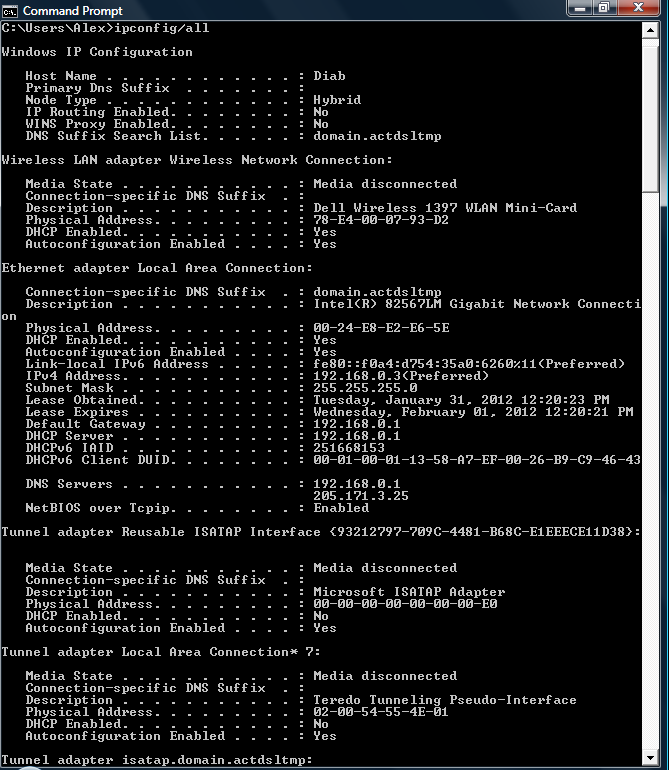 Command Prompt
C:\Users\Alex>ipconfig/all
Windows IP Configuration
Host Name . . . . . . . . . . . . : Diab
Primary Dns Suffix . . . . . . . :
Node Type . . . . . . . . . . . . : Hybrid
IP Routing Enabled. . . . . . . . : No
WINS Proxy Enabled. . . . . . . . : No
DNS Suffix Search List. . . . . . : domain.actdsltmp
Wireless LAN adapter Wireless Network Connection:
Media State . . . . . . . . . . . : Media disconnected
Connection-specific DNS Suffix . :
Description . . . . . . . . . . . : Dell Wireless 1397 WLAN Mini-Card
Physical Address. . . . . . . . . : 78-E4-00-07-93-D2
DHCP Enabled. . . . . . . . . . . : Yes
Autoconfiguration Enabled . . . . : Yes
Ethernet adapter Local Area Connection:
Connection-specific DNS Suffix . : domain.actdsltmp
Description . . . . . . . . . . . : Intel(R) 82567LM Gigabit Network Connecti
on
Physical Address. . . . . . . . . : 00-24-E8-E2-E6-5E
DHCP Enabled. . . . . . . . . . . : Yes
Autoconfiguration Enabled . . . . : Yes
Link-local IPv6 Address . . . . . : fe80::f0a4:d754:35a0:6260%11(Preferred)
IPv4 Address. . . . . . . . . . . : 192.168.0.3(Preferred)
Subnet Mask . . . . . . . . . . . : 255.255.255.0
Lease Obtained. . . . . . . . . . : Tuesday, January 31, 2012 12:20:23 PM
Lease Expires . . . . . . . . . . : Wednesday, February 01, 2012 12:20:21 PM
Default Gateway . . . . . . . . . : 192.168.0.1
DHCP Server . . . . . . . . . . . : 192.168.0.1
DHCPv6 IAID . . . . . . . . . . . : 251668153
DHCPv6 Client DUID. . . . . . . . : 00-01-00-01-13-58-A7-EF-00-26-B9-C9-46-43
DNS Servers . . . . . . . . . . . : 192.168.0.1
205.171.3.25
NetBIOS over Tcpip. . . . . . . . : Enabled
Tunnel adapter Reusable ISATAP Interface {93212797-709C-4481-B68C-E1EEECE11D38}:
Media State . . . . . . . . . . . : Media disconnected
Connection-specific DNS Suffix . :
Description . . . . . . . . . . . : Microsoft ISATAP Adapter
Physical Address. . . . . . . . . : 00-00-00-00-00-00-00-E0
DHCP Enabled. . . . . . . . . . . : No
Autoconfiguration Enabled . . . . : Yes
Tunnel adapter Local Area Connection* 7:
Media State . . . . . . . . . . . : Media disconnected
Connection-specific DNS Suffix . :
Description . . . . . . . . . . . : Teredo Tunneling Pseudo-Interface
Physical Address. . . . . . . . . : 02-00-54-55-4E-01
DHCP Enabled. . . . . . . . . . . : No
Autoconfiguration Enabled . . . . : Yes
Tunnel adapter isatap.domain.actdsltmp: